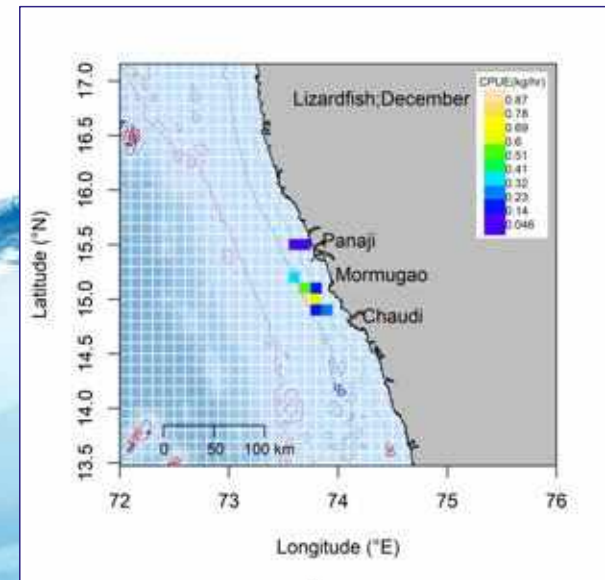 Lizardfish;December
CPUE(kg/hr)
0.87
0.78
0.69
0.6
0.51
0.41
0.32
0.23
0.14
0.046
Panaji
Mormugao
Chaudi
Latitude (°N)
17.0
16.5
16.0
15.5
15.0
14.5
14.0
13.5
0 50 100 km
72 73 74 75 76
Longitude (°E)